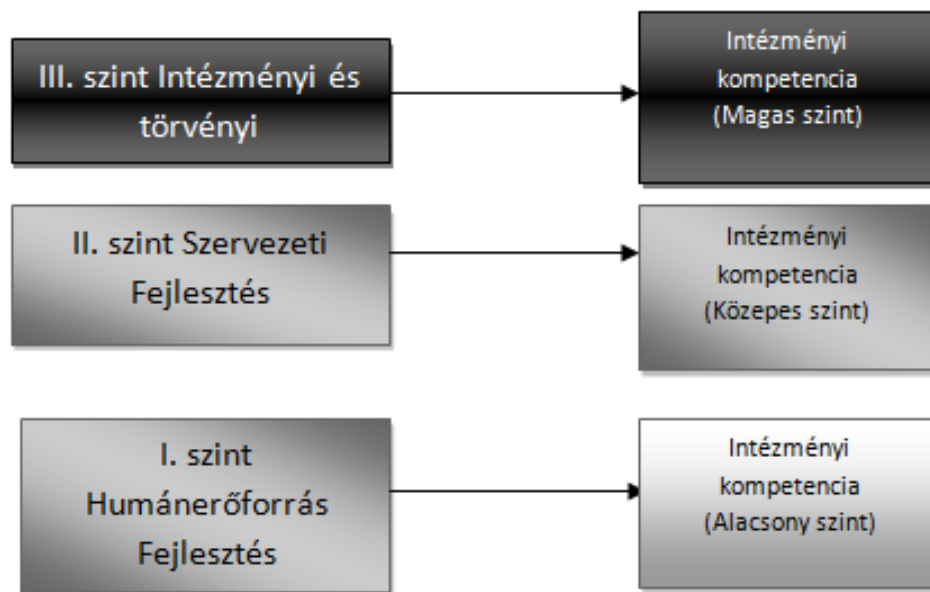 III. szint Intézményi és
törvényi
Intézményi
kompetencia
(Magas szint)
II. szint Szervezeti
Fejlesztés
Intézményi
kompetencia
(Közepes szint)
I. szint
Humánerőforrás
Fejlesztés
Intézményi
kompetencia
(Alacsony szint)